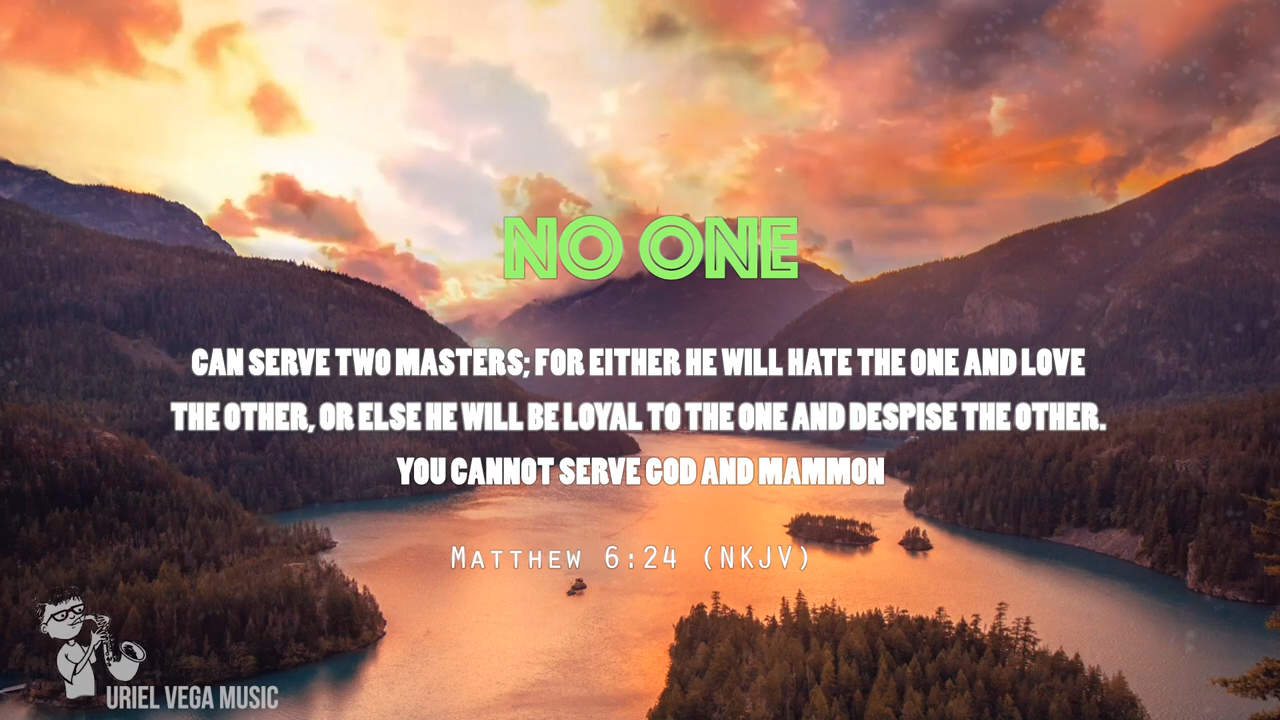 NO ONE
CAN SERVE TWO MASTERS; FOR EITHER HE WILL HATE THE ONE AND LOVE
THE OTHER, OR ELSE HE WILL BE LOYAL TO THE ONE AND DESPISE THE OTHER.
YOU CANNOT SERVE GOD AND MAMMON
Matthew 6:24 (NKJV)
URIEL VEGA MUSIC